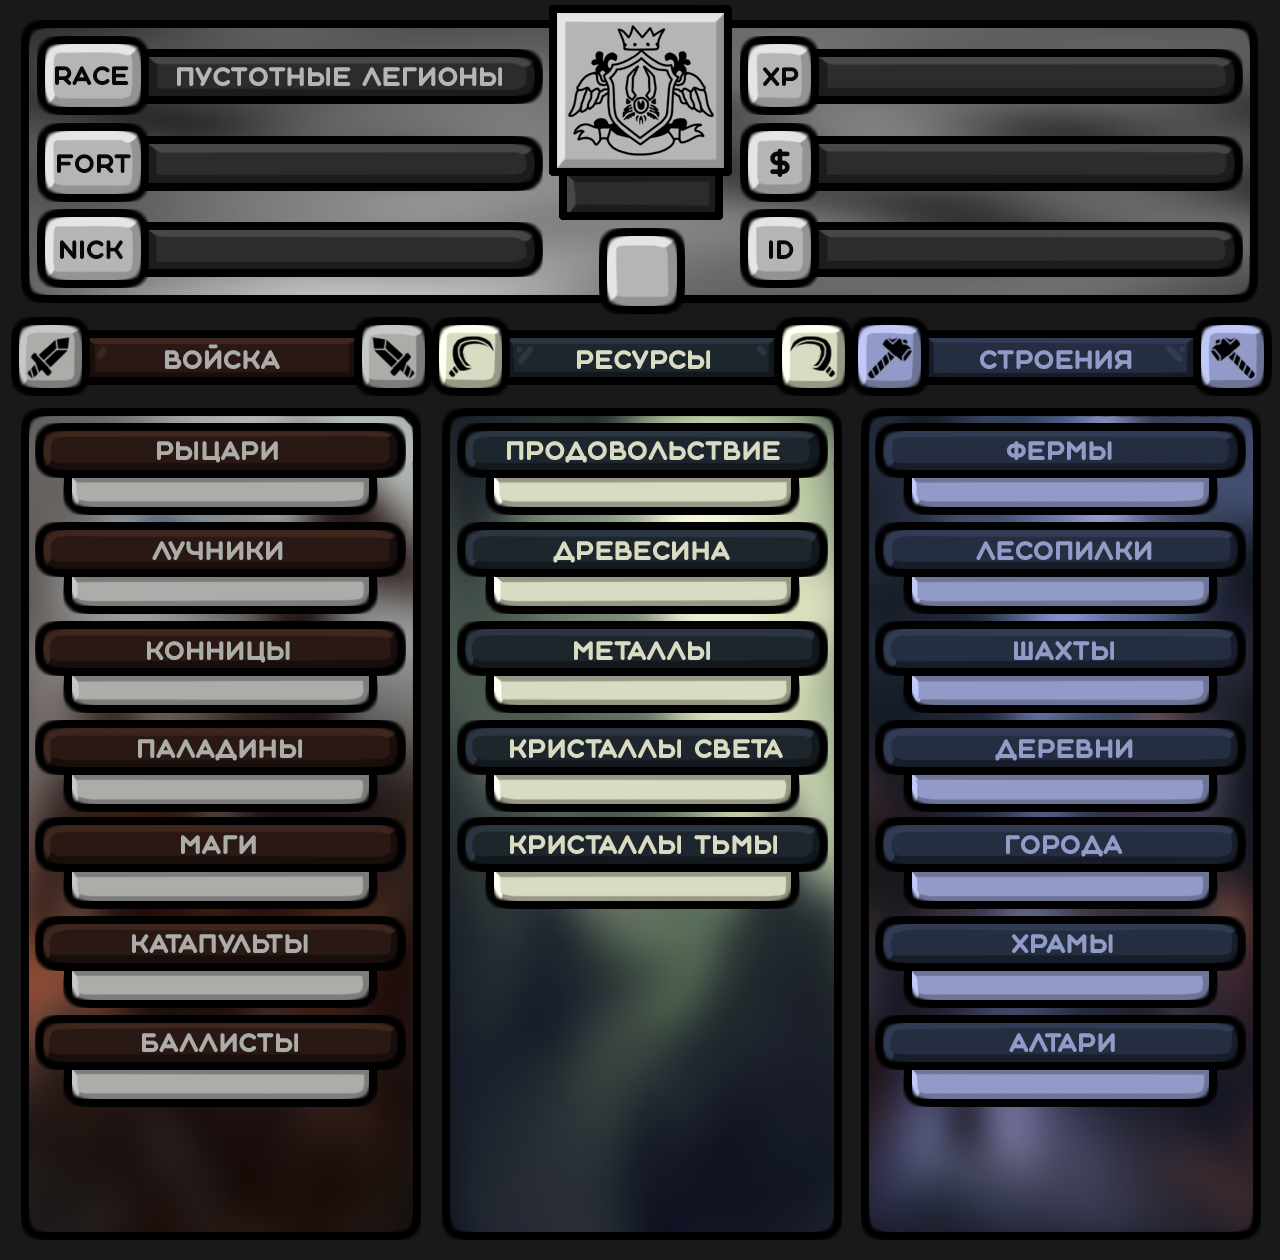 RACE ПУСТОТНЫЕ ЛЕГИОНЫ
FORT
NICK
XP
$
ID
ВОЙСКА
РЫЦАРИ
ЛУЧНИКИ
КОННИЦЫ
ПАЛАДИНЫ
МАГИ
КАТАПУЛЬТЫ
БАЛЛИСТЫ
РЕСУРСЫ
ПРОДОВОЛЬСТВИЕ
ДРЕВЕСИНА
МЕТАЛЛЫ
КРИСТАЛЛЫ СВЕТА
КРИСТАЛЛЫ ТЬМЫ
СТРОЕНИЯ
ФЕРМЫ
ЛЕСОПИЛКИ
ШАХТЫ
ДЕРЕВНИ
ГОРОДА
ХРАМЫ
АЛТАРИ